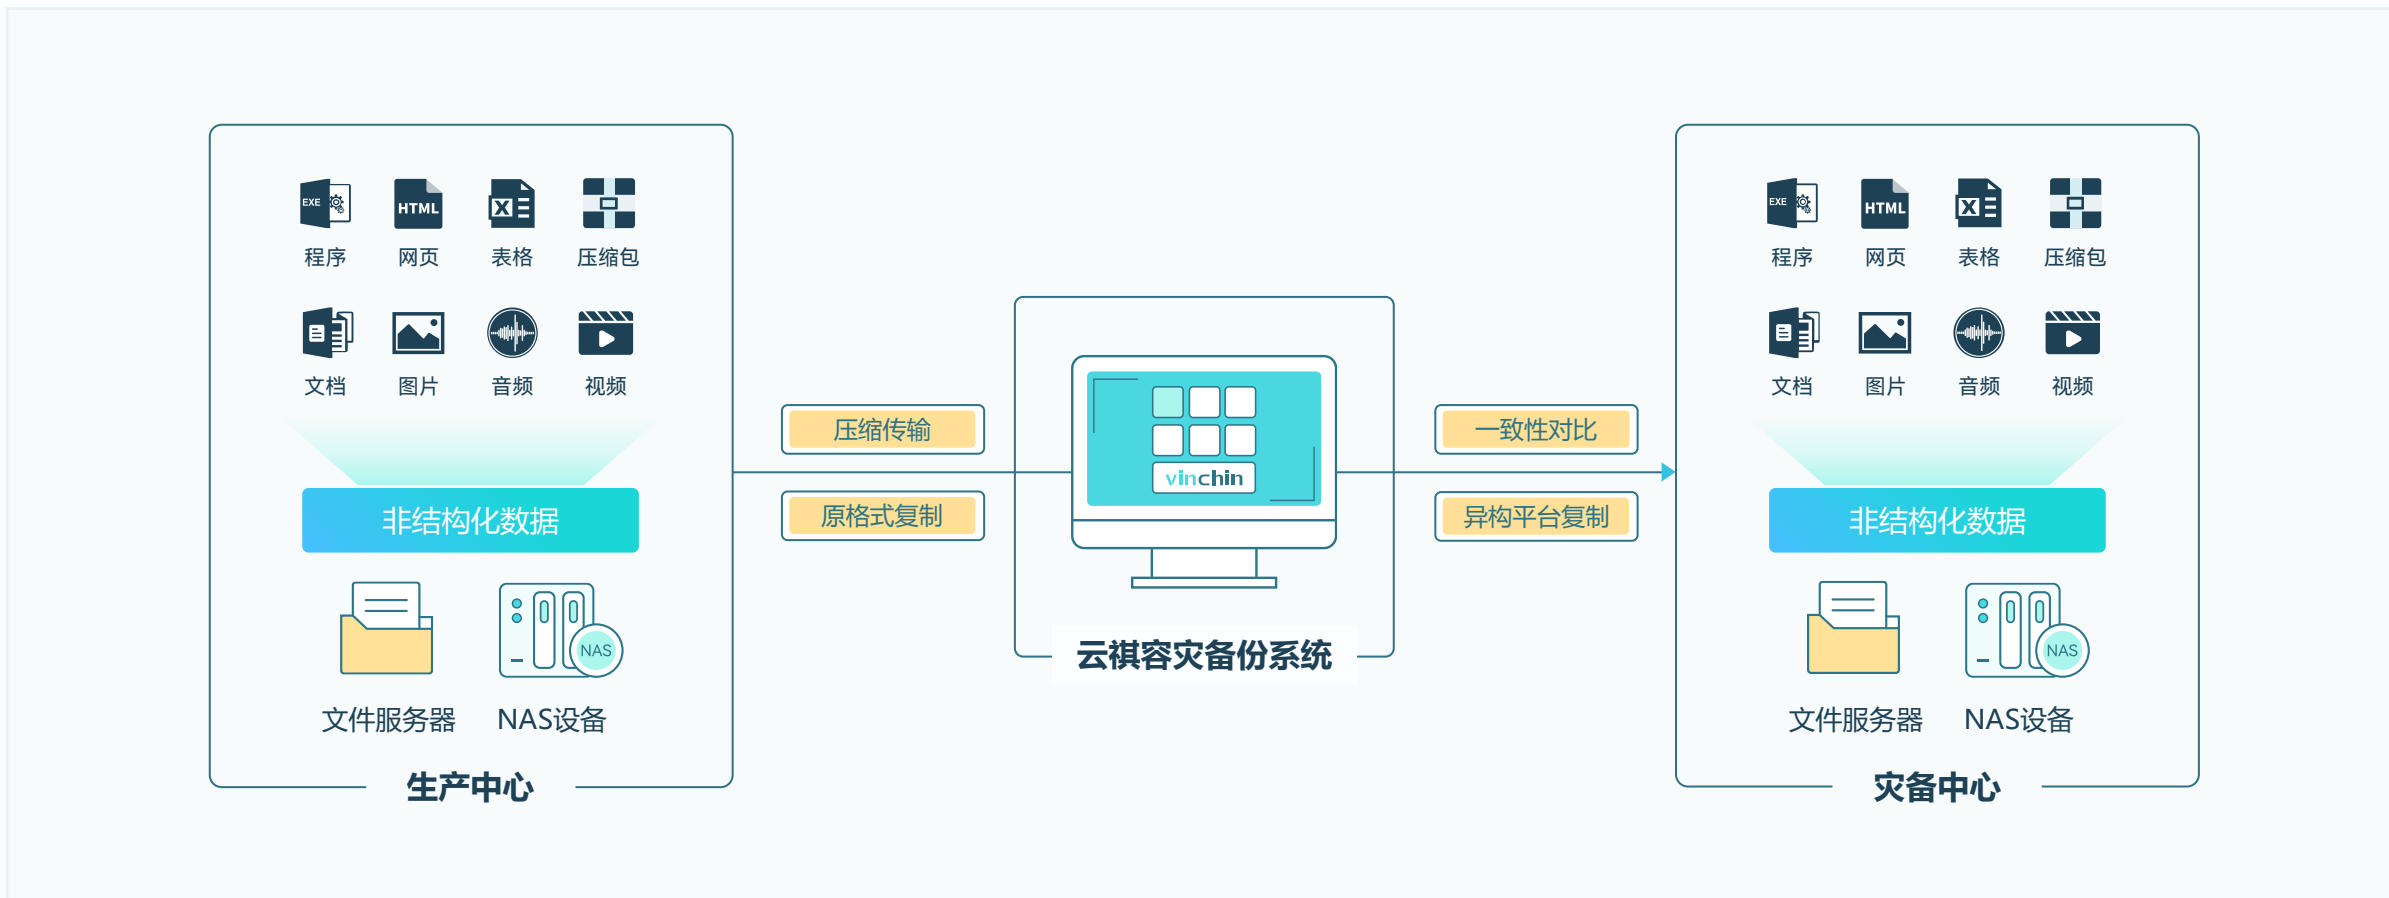 EXE
HTML
X
程序
网页
表格
压缩包
文档
图片
音频
视频
非结构化数据
NAS
文件服务器
NAS设备
生产中心
压缩传输
原格式复制
vinchin
云祺容灾备份系统
一致性对比
异构平台复制
EXE
HTML
X
程序
网页
表格
压缩包
文档
图片
音频
视频
非结构化数据
NAS
文件服务器
NAS设备
灾备中心